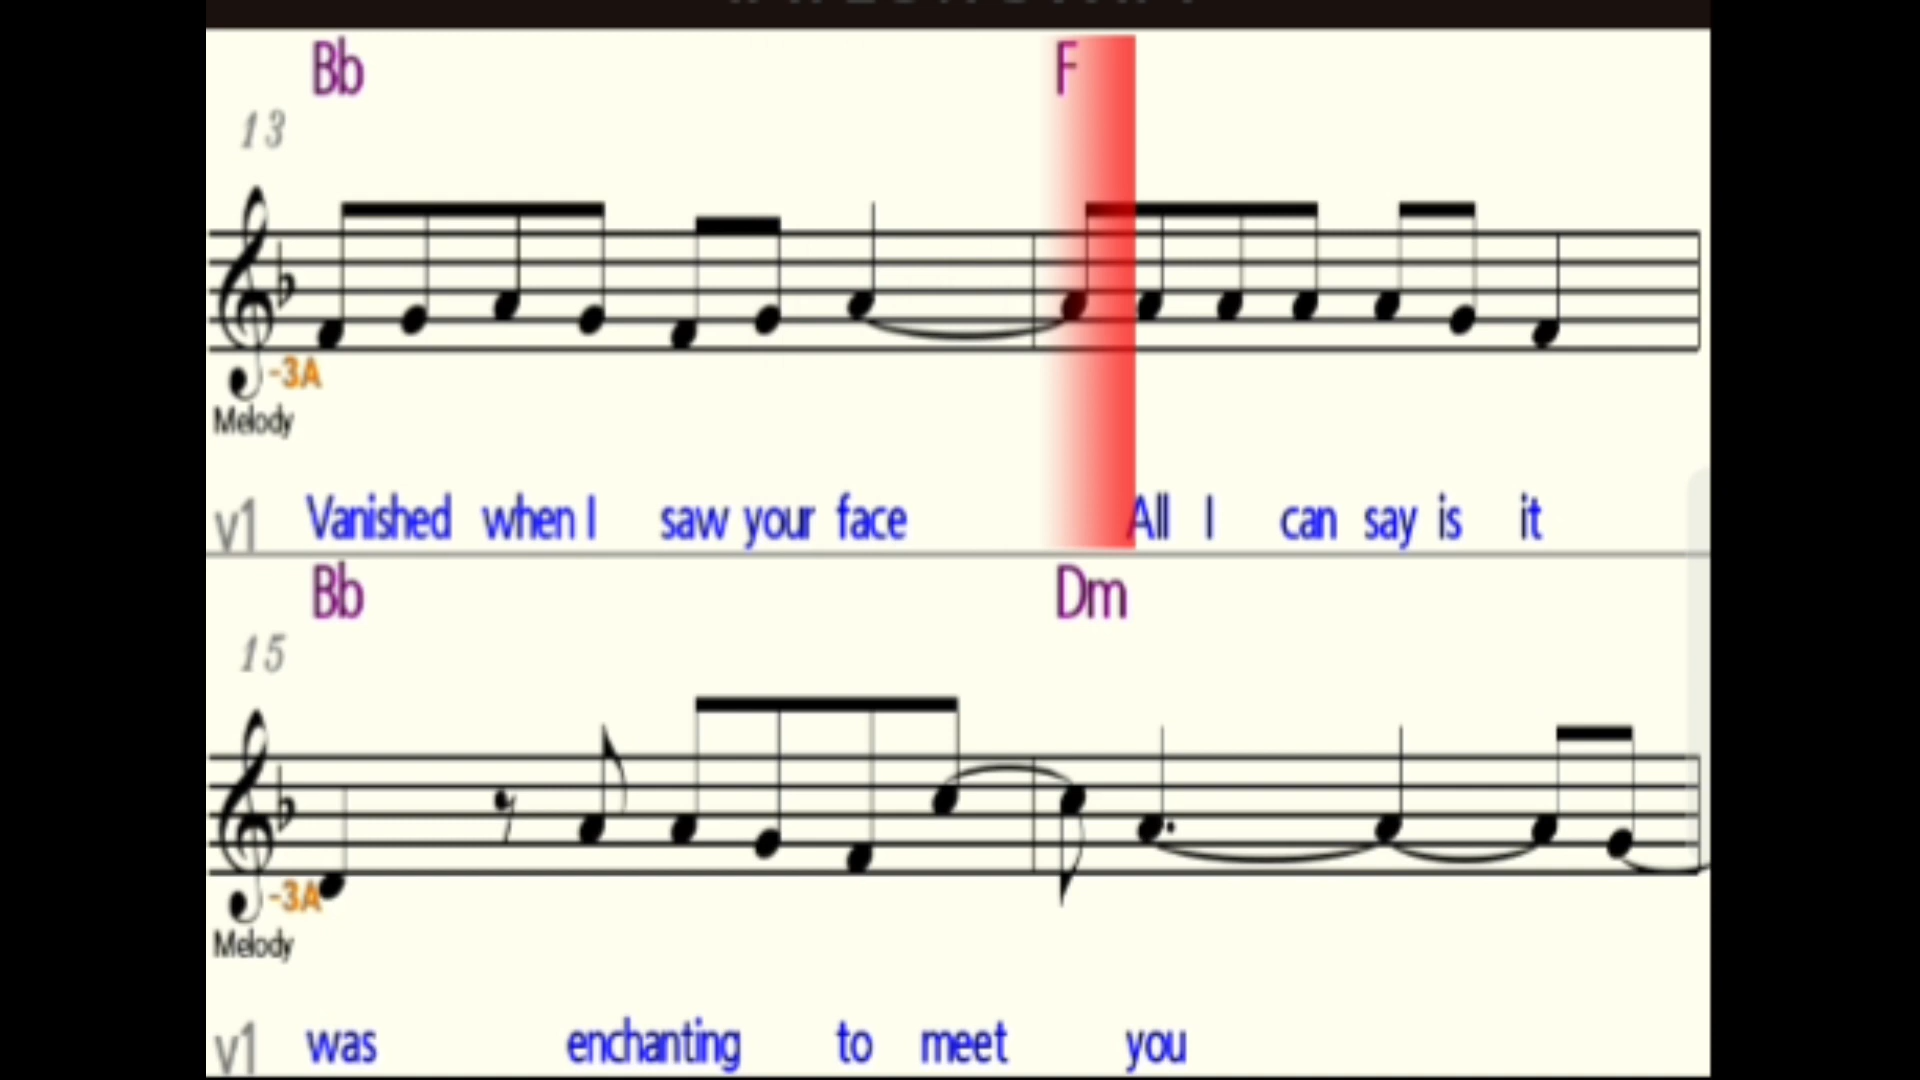 Bb F
13
-3A
Melody
v1 Vanished when I saw your face All I can say is it
Bb Dm
15
-3A
Melody
v1 was enchanting to meet you